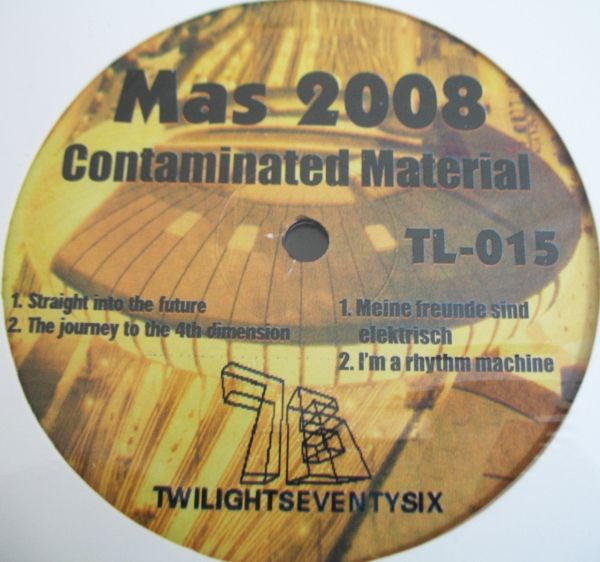 Mas 2008
Contaminated Material
TL-015
1. Straight into the future
2. The journey to the 4th dimension
1. Meine freunde sind
elektrisch
2. I'm a rhythm machine
TWILIGHTSEVENTYSIX